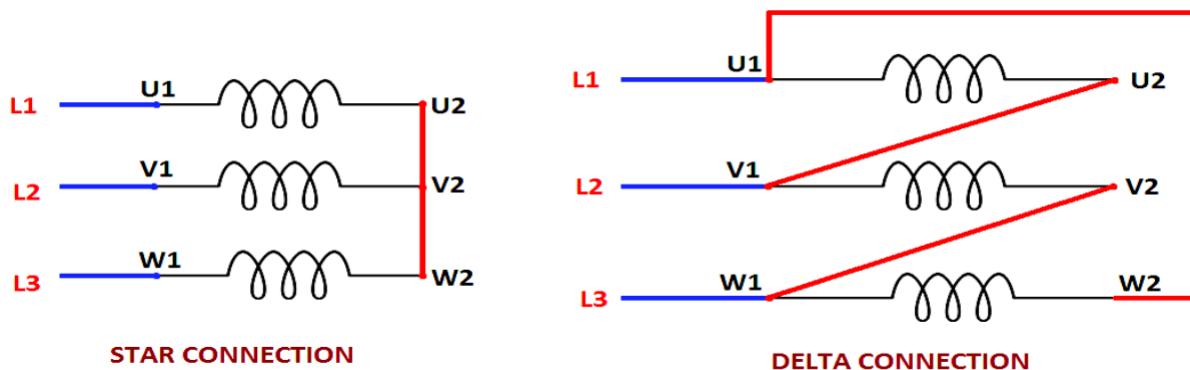 L1 U1 U2
L2 V1 V2
L3 W1 W2
STAR CONNECTION
L1 U1 U2
L2 V1 V2
L3 W1 W2
DELTA CONNECTION